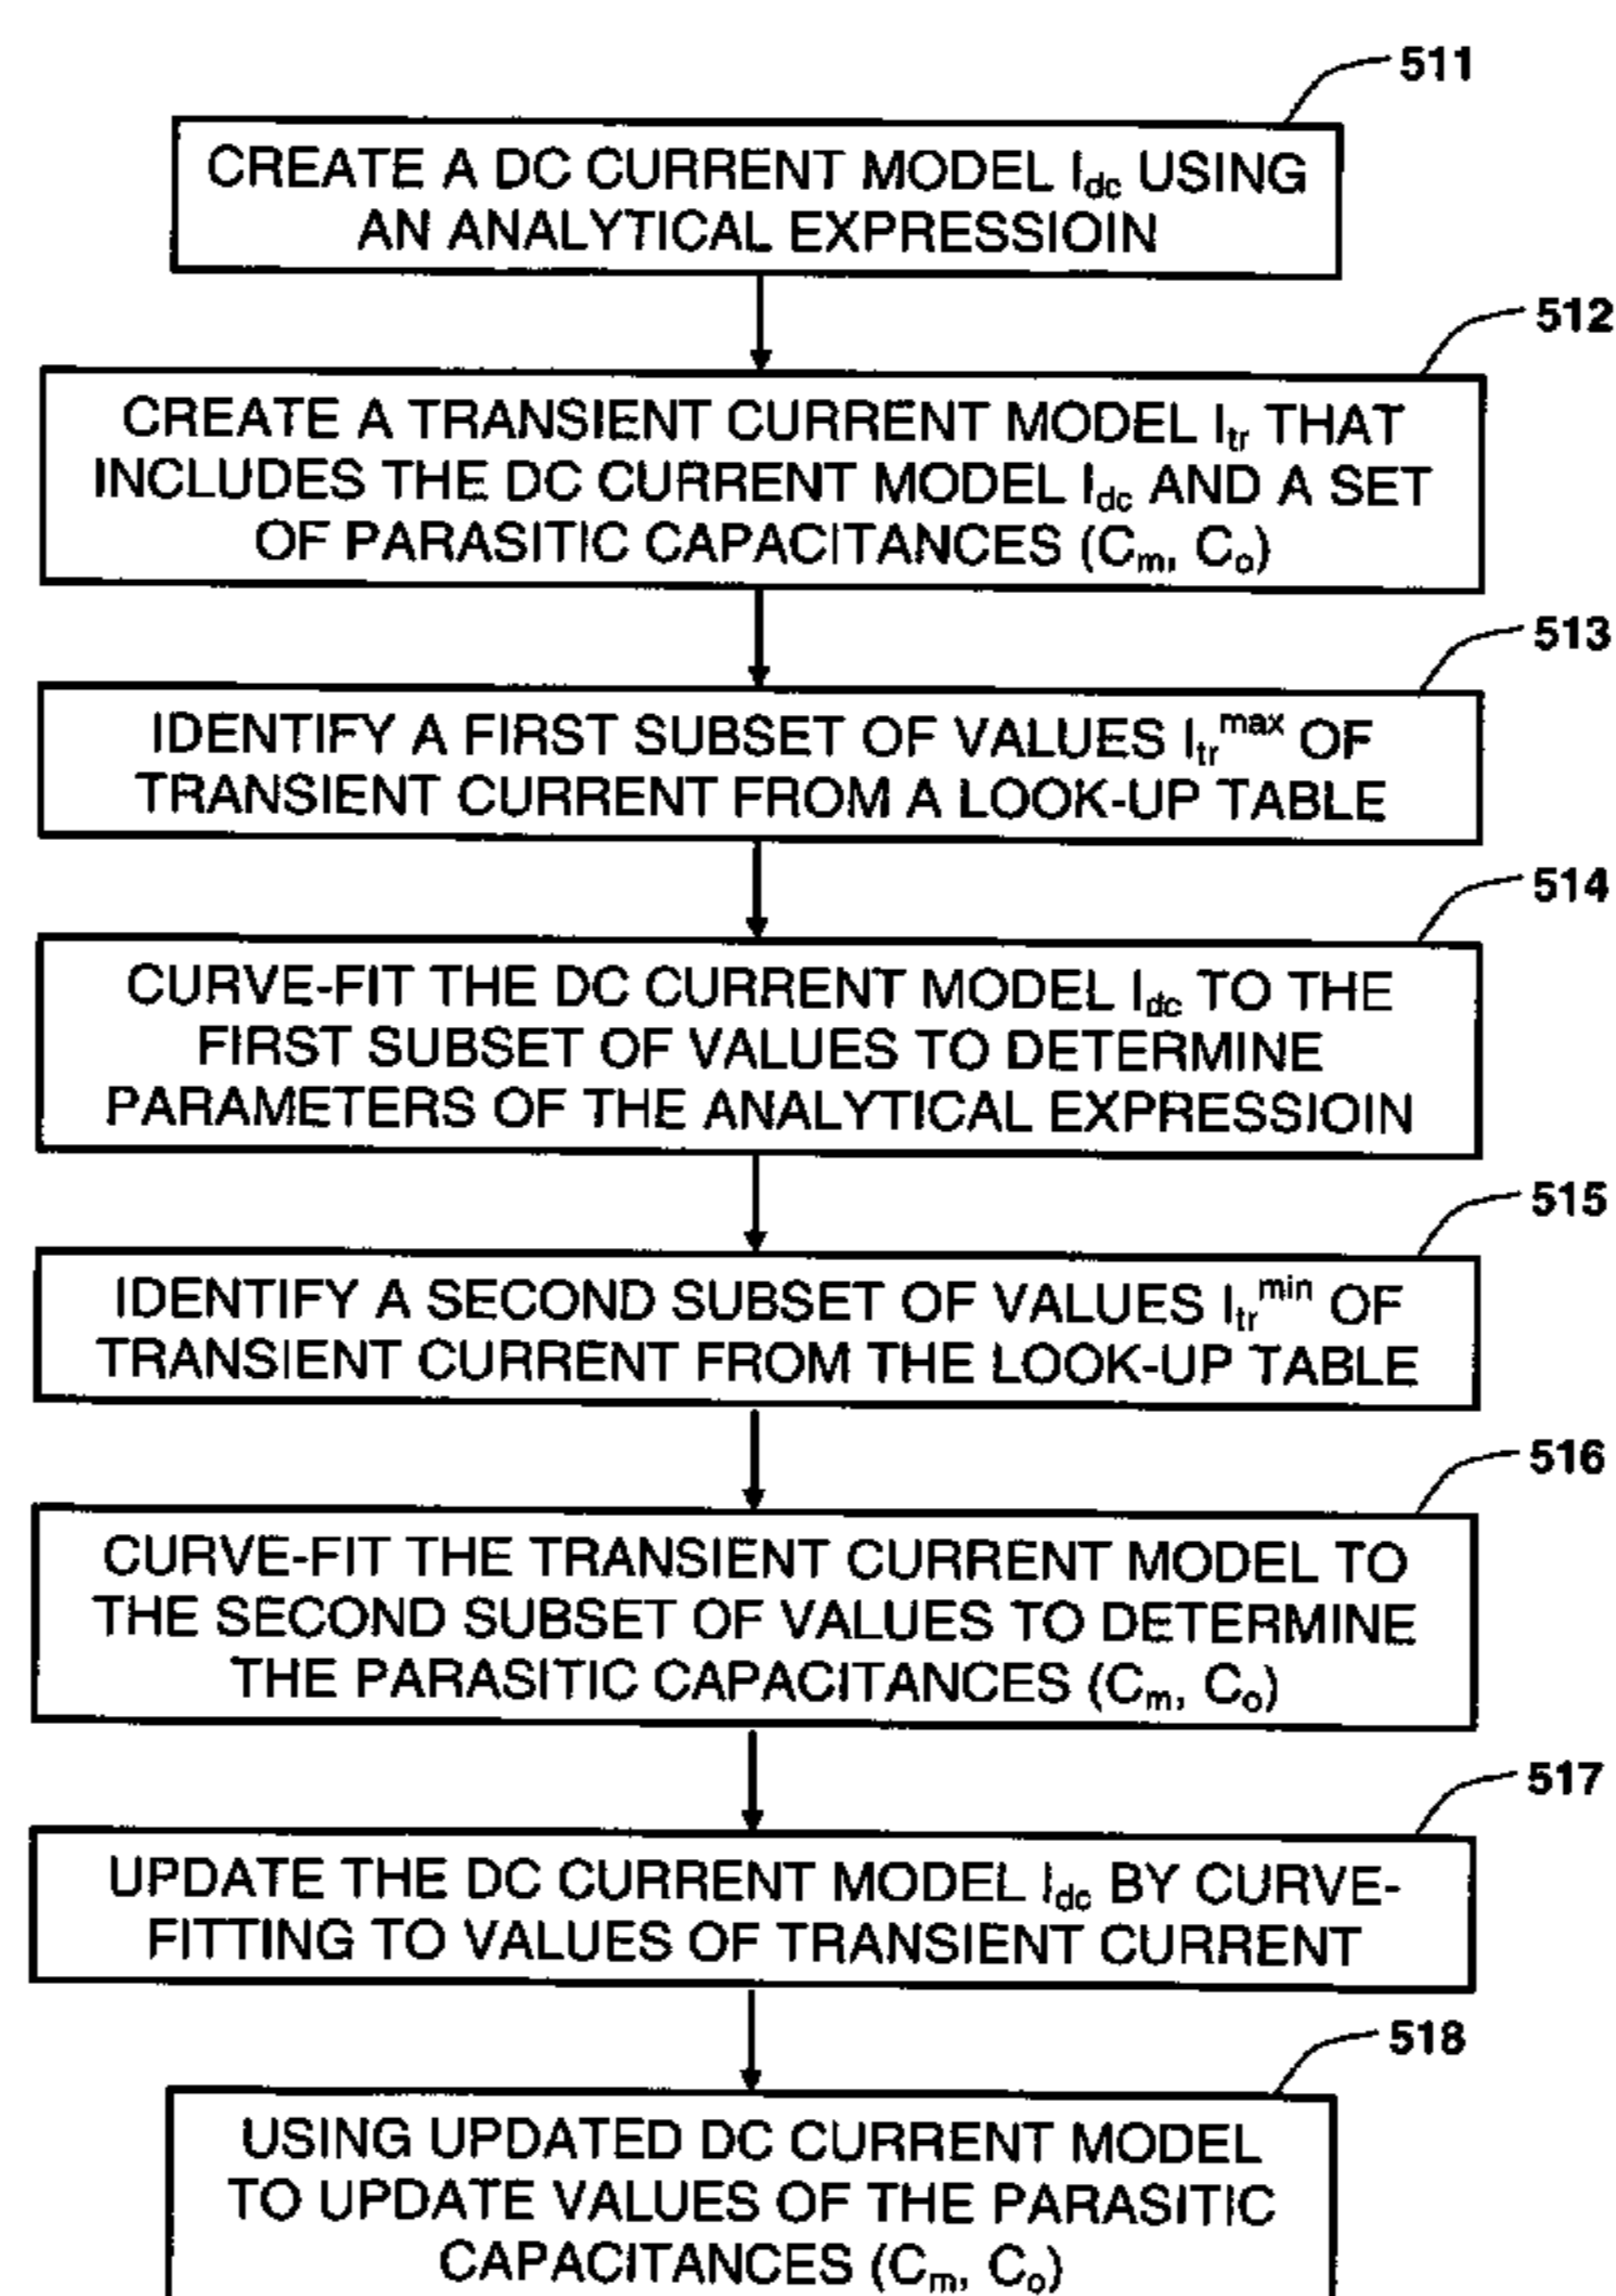 511
CREATE A DC CURRENT MODEL Idc USING
AN ANALYTICAL EXPRESSIOIN
512
CREATE A TRANSIENT CURRENT MODEL Itr THAT
INCLUDES THE DC CURRENT MODEL Idc AND A SET
OF PARASITIC CAPACITANCES (Cm, Co)
513
IDENTIFY A FIRST SUBSET OF VALUES Itr^max OF
TRANSIENT CURRENT FROM A LOOK-UP TABLE
514
CURVE-FIT THE DC CURRENT MODEL Idc TO THE
FIRST SUBSET OF VALUES TO DETERMINE
PARAMETERS OF THE ANALYTICAL EXPRESSIOIN
515
IDENTIFY A SECOND SUBSET OF VALUES Itr^min OF
TRANSIENT CURRENT FROM THE LOOK-UP TABLE
516
CURVE-FIT THE TRANSIENT CURRENT MODEL TO
THE SECOND SUBSET OF VALUES TO DETERMINE
THE PARASITIC CAPACITANCES (Cm, Co)
517
UPDATE THE DC CURRENT MODEL Idc BY CURVE-
FITTING TO VALUES OF TRANSIENT CURRENT
518
USING UPDATED DC CURRENT MODEL
TO UPDATE VALUES OF THE PARASITIC
CAPACITANCES (Cm, Co)